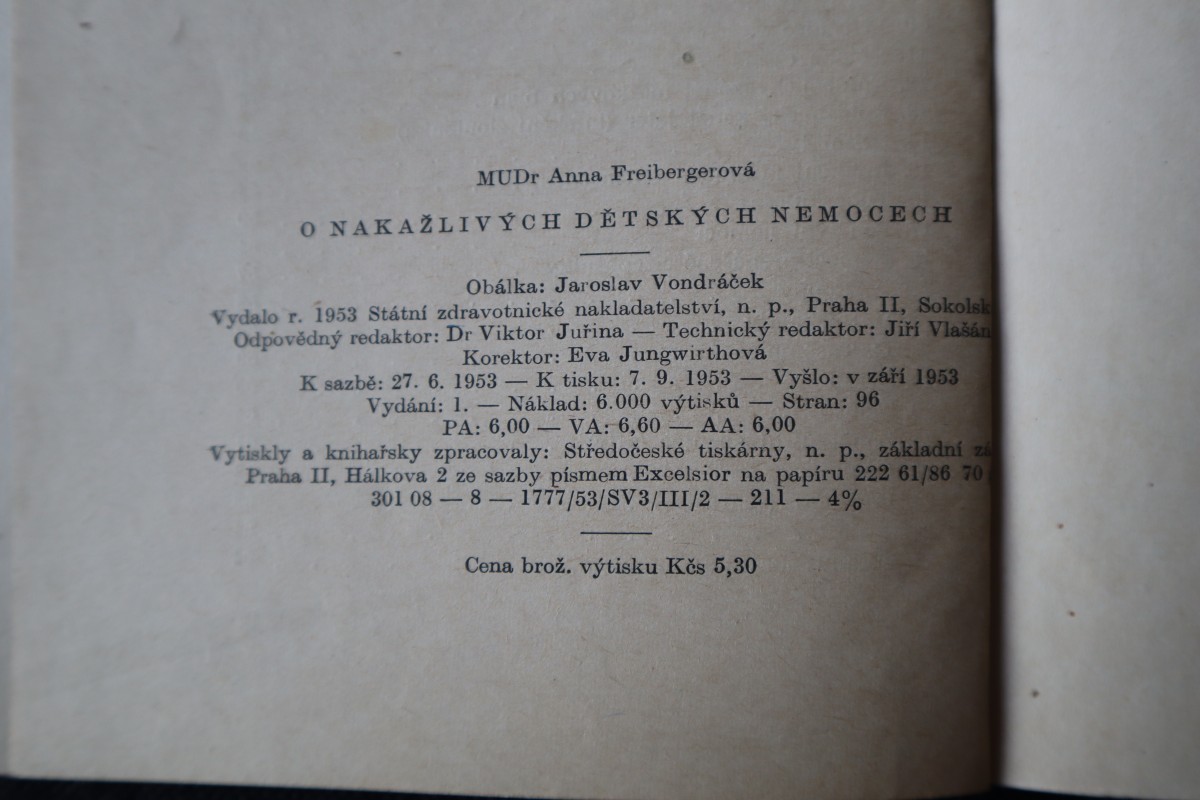 MUDr Anna Freibergerová
O NAKAŽLIVÝCH DĚTSKÝCH NEMOCECH
Obálka: Jaroslav Vondráček
Vydalo r. 1953 Státní zdravotnické nakladatelství, n. p., Praha II,
Odpovědný redaktor: Dr Viktor Juřina — Technický redaktor: Jiří
Korektor: Eva Jungwirthová
K sazbě: 27. 6. 1953 — K tisku: 7. 9. 1953 — Vyšlo: v září 1953
Vydání: 1. — Náklad: 6.000 výtisků — Stran: 96
PA: 6,00 — VA: 6,60 — AA: 6,00
Vytiskly a knihařsky zpracovaly: Středočeské tiskárny, n. p., základní
Praha II, Hálkova 2 ze sazby písmem Excelsior na papíru 222 61/86 70
301 08 — 8 — 1777/53/SV3/III/2 — 211 — 4%
Cena brož. výtisku Kčs 5,30